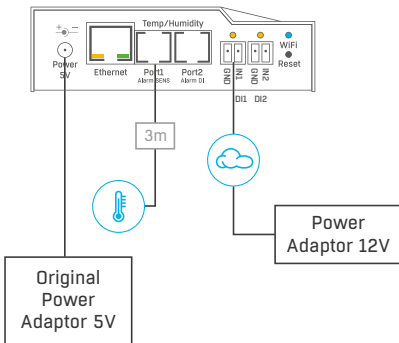 Temp/Humidity
+ −
Power
5V
Ethernet
Port1
Alarm SENS
Port2
Alarm DI
GND
IN1
GND
IN2
WiFi
Reset
DI1
DI2
3m
Power
Adaptor 12V
Original
Power
Adaptor 5V